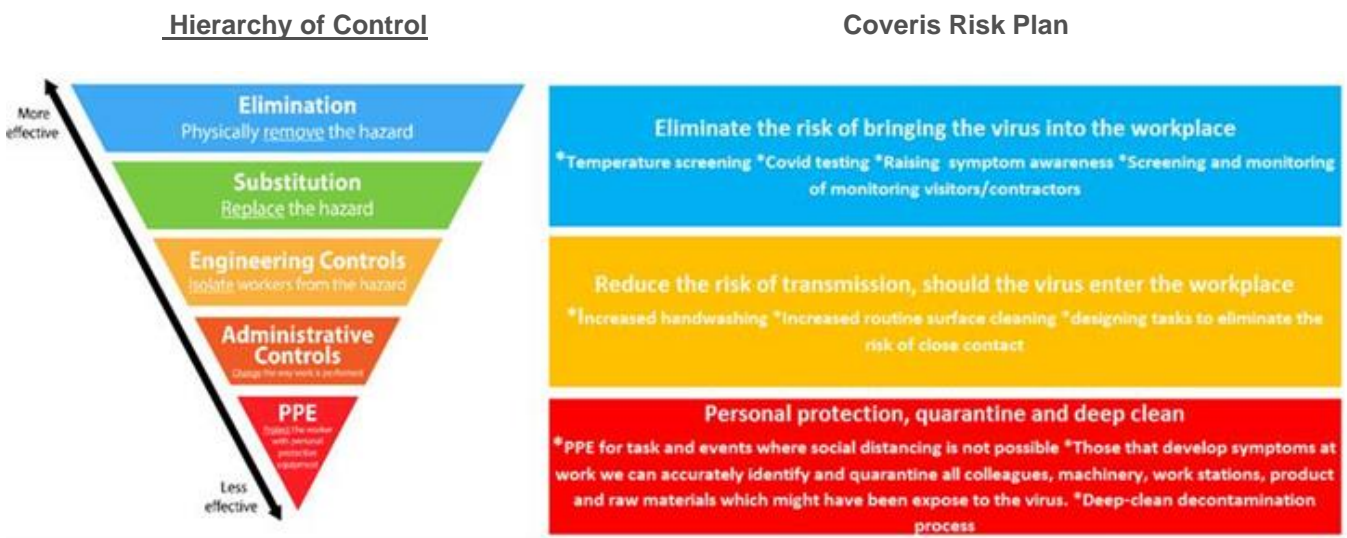 Hierarchy of Control
Coveris Risk Plan
More
effective
Elimination
Physically remove the hazard
Substitution
Replace the hazard
Engineering Controls
Isolate workers from the hazard
Administrative
Controls
Change the way work is performed
PPE
Protect the worker
with personal
protective
equipment
Less
effective
Eliminate the risk of bringing the virus into the workplace
*Temperature screening *Covid testing *Raising symptom awareness *Screening and monitoring
of monitoring visitors/contractors
Reduce the risk of transmission, should the virus enter the workplace
*Increased handwashing *Increased routine surface cleaning *designing tasks to eliminate the
risk of close contact
Personal protection, quarantine and deep clean
*PPE for task and events where social distancing is not possible *Those that develop symptoms at
work we can accurately identify and quarantine all colleagues, machinery, work stations, product
and raw materials which might have been expose to the virus. *Deep-clean decontamination
process